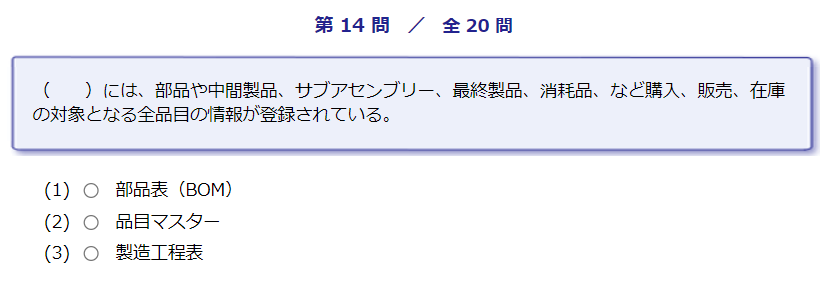 第 14 問　／　全 20 問
（　　）には、部品や中間製品、サブアセンブリー、最終製品、消耗品、など購入、販売、在庫
の対象となる全品目の情報が登録されている。
(1) ○ 部品表（BOM）
(2) ○ 品目マスター
(3) ○ 製造工程表